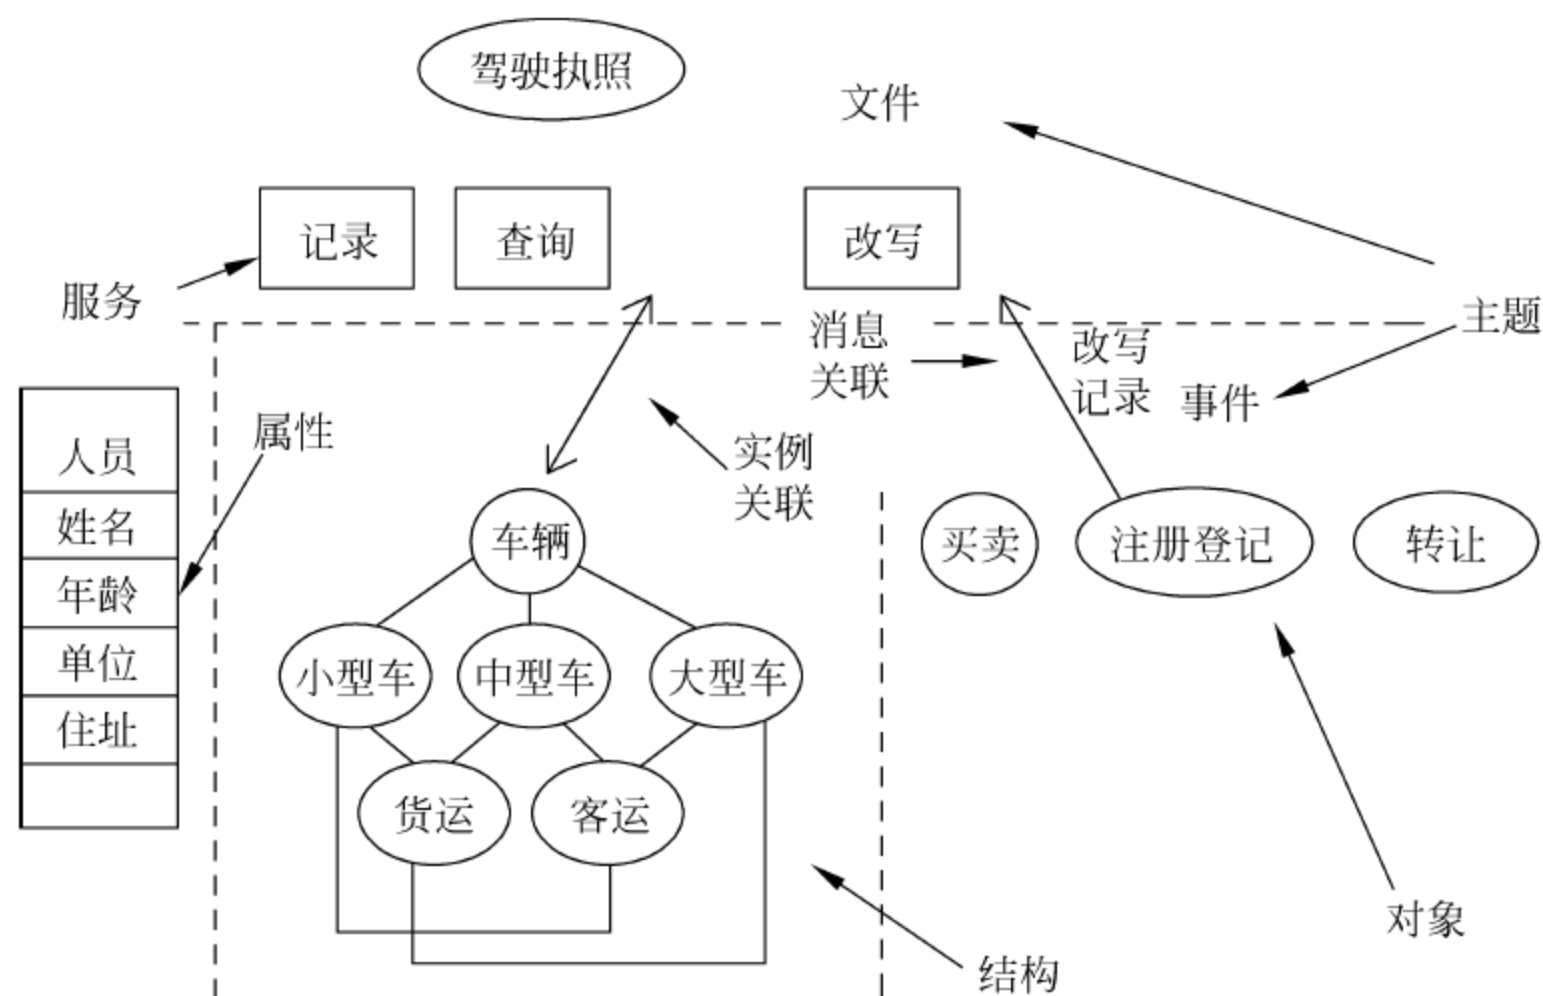 驾驶执照
文件
记录
查询
改写
服务
主题
消息
关联
改写
记录
事件
人员
姓名
年龄
单位
住址
属性
实例
关联
车辆
买卖
注册登记
转让
小型车
中型车
大型车
货运
客运
对象
结构